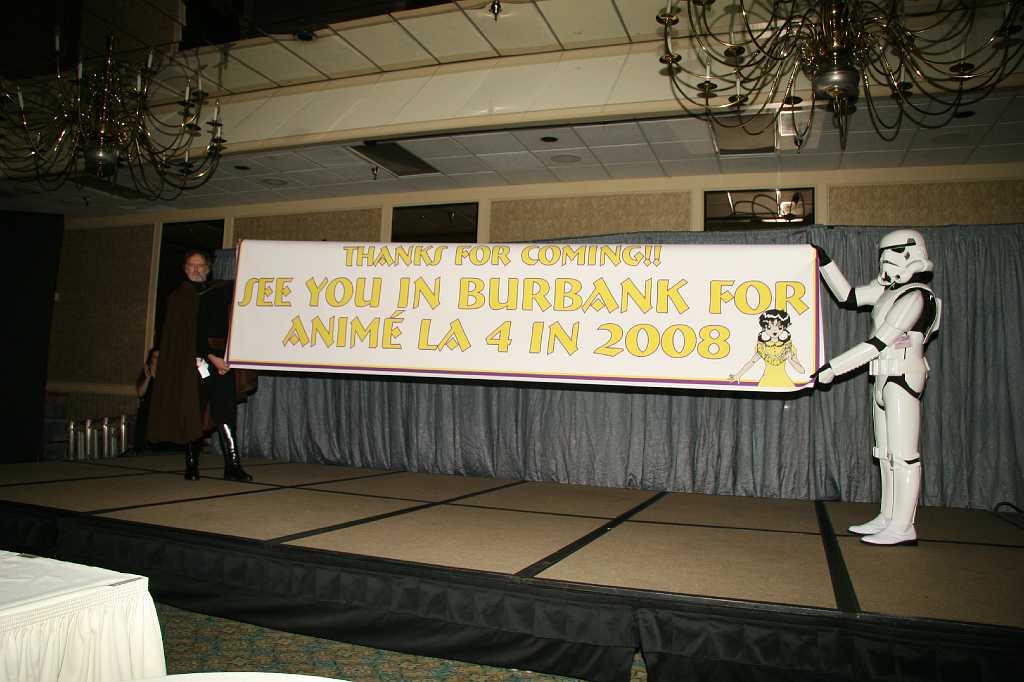 THANKS FOR COMING!!
SEE YOU IN BURBANK FOR
ANIMÉ LA 4 IN 2008